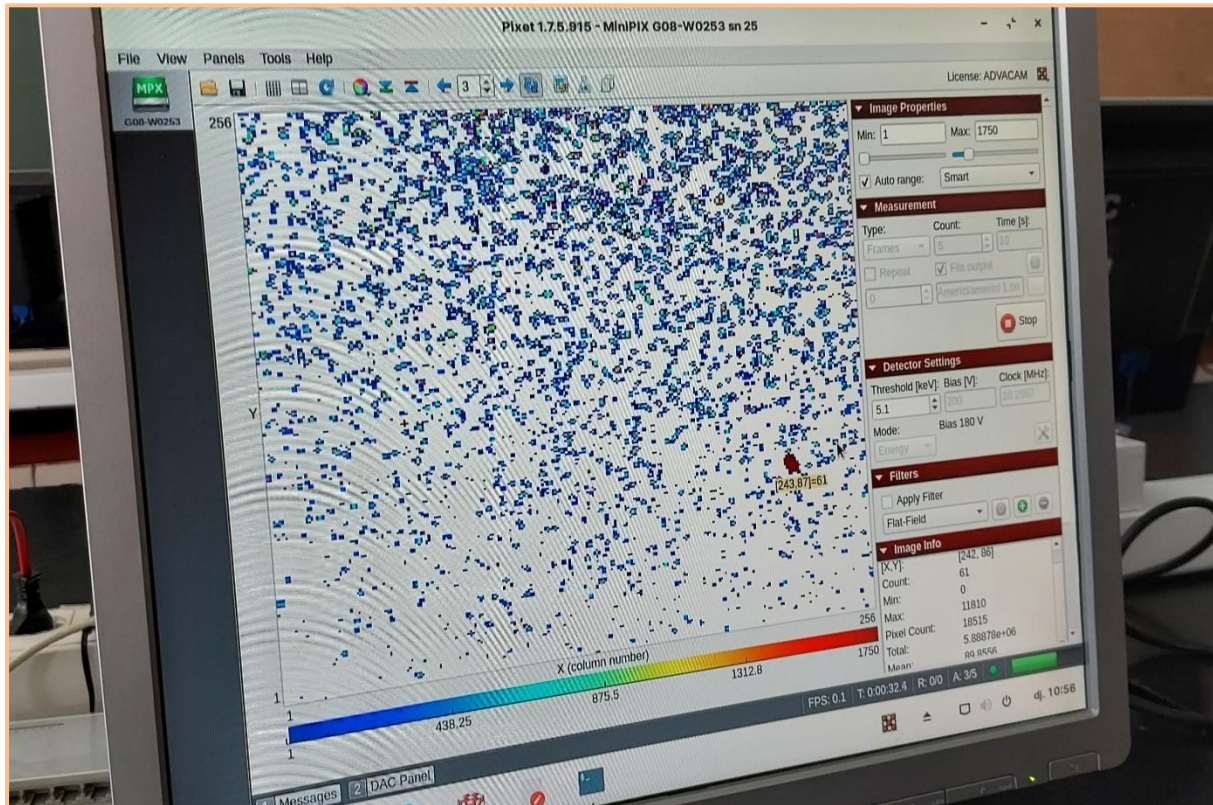 Pixet 1.7.5.915 - MiniPIX G08-W0253 sn 25
File View Panels Tools Help
MPX
G08-W0253
3
License: ADVACAM
Image Properties
Min: 1 Max: 1750
Auto range: Smart
Measurement
Type: Count: Time [s]:
Frames 5 10
Repeat File output
0 Americi/americi 1.txt
Stop
Detector Settings
Threshold [keV]: Bias [V]: Clock [MHz]:
5.1 200
Mode: Bias 180 V
Energy
Filters
Apply Filter
Flat-Field
Image Info
[X,Y]: [242, 86]
Count: 61
Min: 0
Max: 11810
Pixel Count: 18515
Total: 5.88878e+06
Mean: 89.8556
256
Y
[243,87]=61
1
1 X (column number) 256
1 438.25 875.5 1312.8 1750
FPS: 0.1 T: 0:00:32.4 R: 0/0 A: 3/5
1 Messages 2 DAC Panel
dj. 10:56